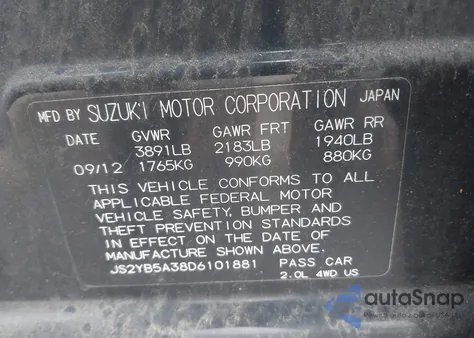 MFD BY SUZUKI MOTOR CORPORATION JAPAN
DATE GVWR GAWR FRT GAWR RR
3891LB 2183LB 1940LB
09/12 1765KG 990KG 880KG
THIS VEHICLE CONFORMS TO ALL
APPLICABLE FEDERAL MOTOR
VEHICLE SAFETY, BUMPER AND
THEFT PREVENTION STANDARDS
IN EFFECT ON THE DATE OF
MANUFACTURE SHOWN ABOVE.
JS2YB5A38D6101881 PASS CAR
2.0L 4WD US
autoSnap